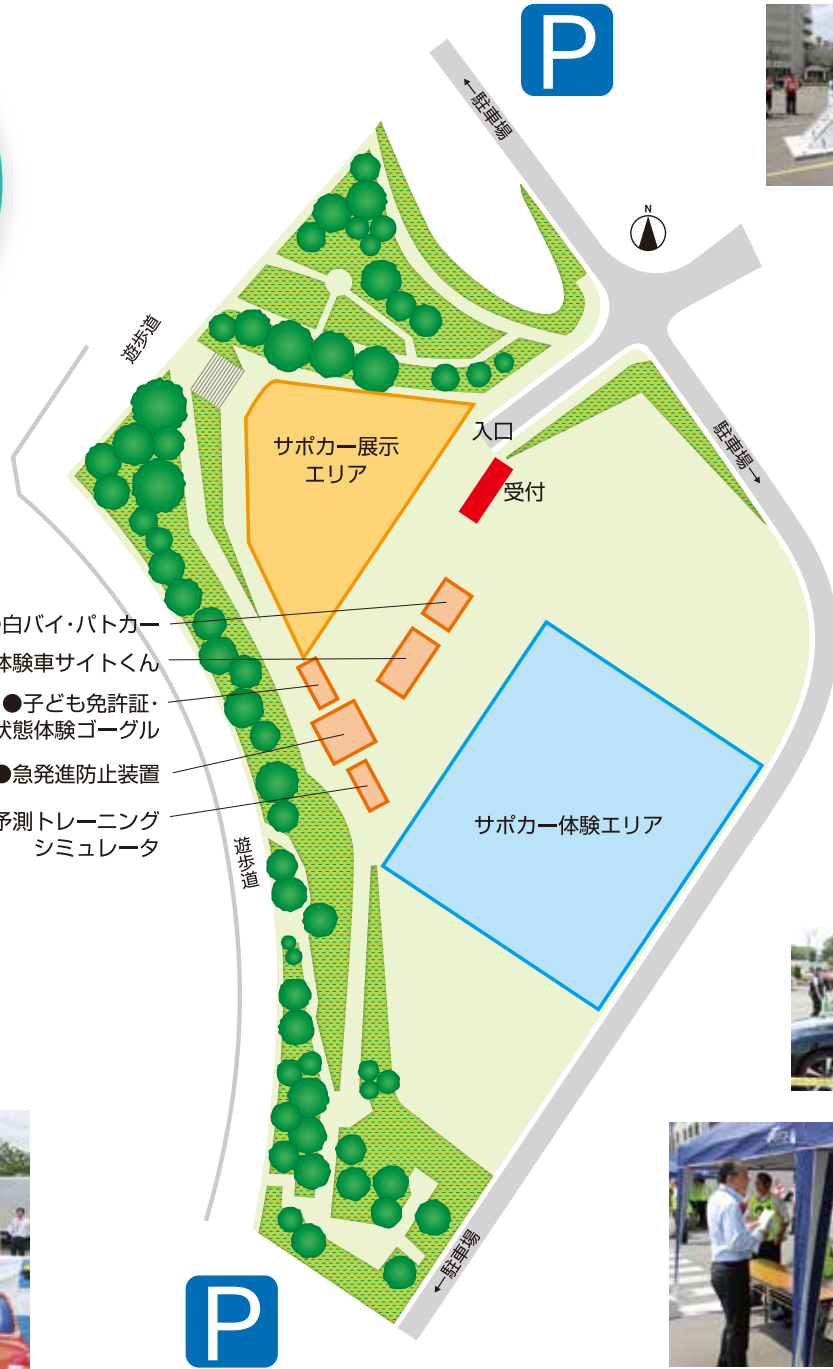 P
←駐車場
N
遊歩道
サポカー展示
エリア
入口
受付
駐車場→
白バイ・パトカー
体験車サイトくん
●子ども免許証・
状態体験ゴーグル
●急発進防止装置
予測トレーニング
シミュレータ
サポカー体験エリア
遊歩道
←駐車場
P